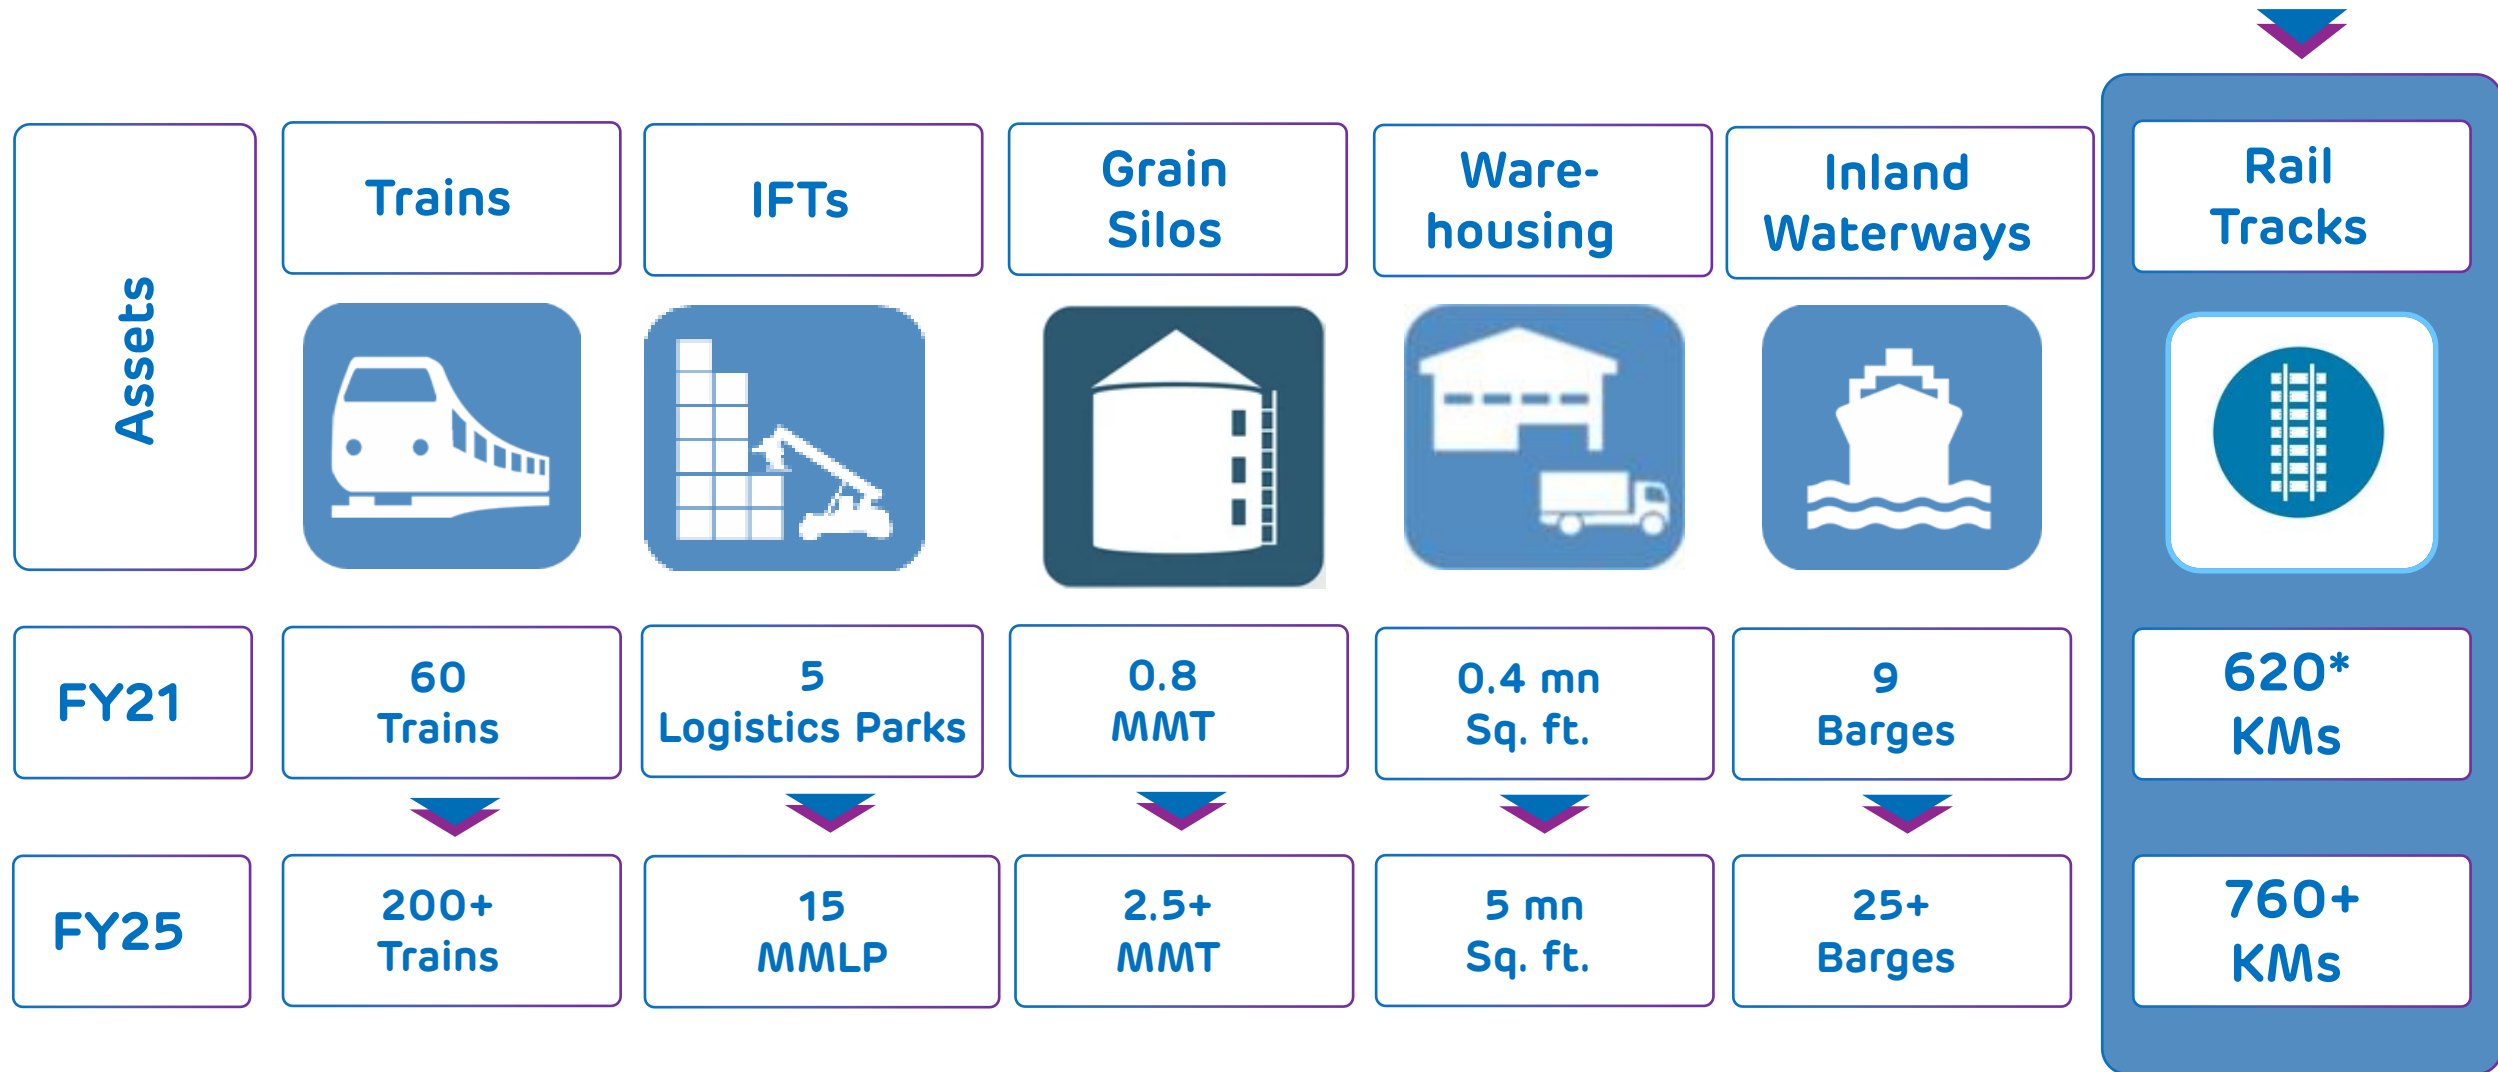 Assets
Trains
IFTs
Grain
Silos
Ware-
housing
Inland
Waterways
Rail
Tracks
FY21
60
Trains
5
Logistics Parks
0.8
MMT
0.4 mn
Sq. ft.
9
Barges
620*
KMs
FY25
200+
Trains
15
MMLP
2.5+
MMT
5 mn
Sq. ft.
25+
Barges
760+
KMs